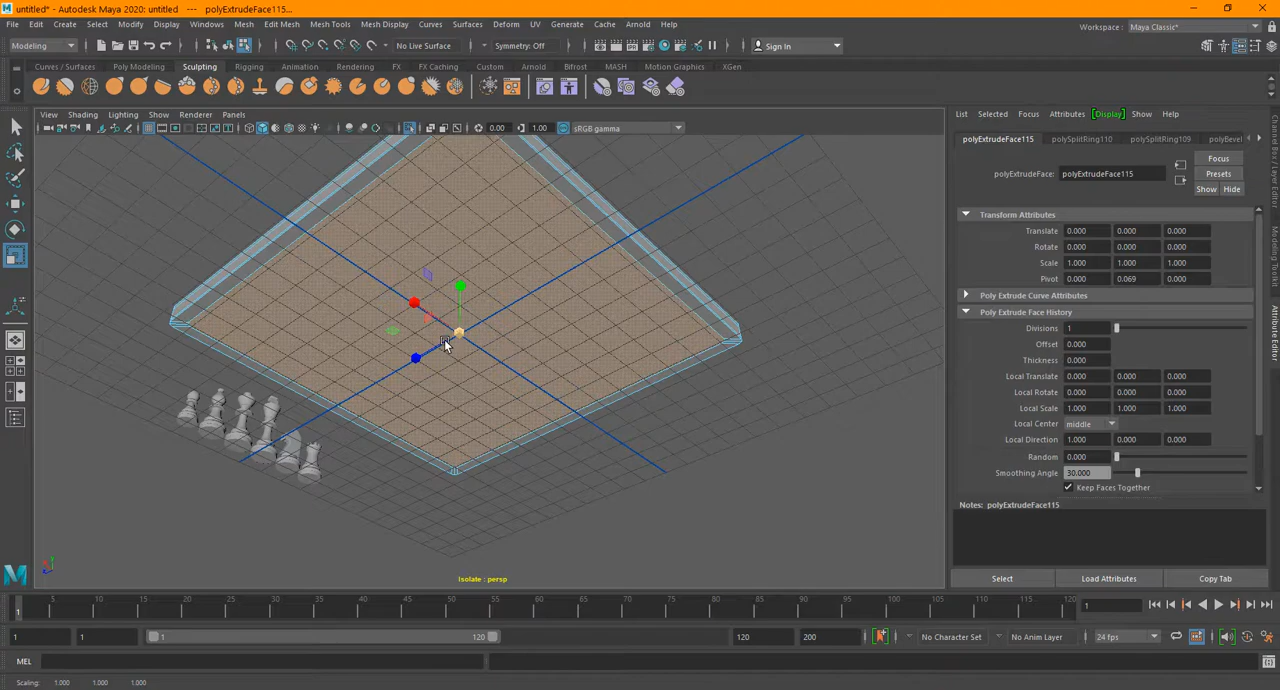 untitled* - Autodesk Maya 2020: untitled --- polyExtrudeFace115...
File Edit Create Select Modify Display Windows Mesh Edit Mesh Mesh Tools Mesh Display Curves Surfaces Deform UV Generate Cache Arnold Help
Workspace : Maya Classic*
Modeling No Live Surface Symmetry: Off Sign In
Curves / Surfaces Poly Modeling Sculpting Rigging Animation Rendering FX FX Caching Custom Arnold Bifrost MASH Motion Graphics XGen
View Shading Lighting Show Renderer Panels
0.00 1.00 sRGB gamma
List Selected Focus Attributes Display Show Help
polyExtrudeFace115 polySplitRing110 polySplitRing109 polyBevel
polyExtrudeFace: polyExtrudeFace115
Focus
Presets
Show Hide
Transform Attributes
Translate 0.000 0.000 0.000
Rotate 0.000 0.000 0.000
Scale 1.000 1.000 1.000
Pivot 0.000 0.069 0.000
Poly Extrude Curve Attributes
Poly Extrude Face History
Divisions 1
Offset 0.000
Thickness 0.000
Local Translate 0.000 0.000 0.000
Local Rotate 0.000 0.000 0.000
Local Scale 1.000 1.000 1.000
Local Center middle
Local Direction 1.000 0.000 0.000
Random 0.000
Smoothing Angle 30.000
Keep Faces Together
Notes: polyExtrudeFace115
Select Load Attributes Copy Tab
Channel Box / Layer Editor
Modeling Toolkit
Attribute Editor
Isolate : persp
5 10 15 20 25 30 35 40 45 50 55 60 65 70 75 80 85 90 95 100 105 110 115 120
1 1
1 1 1 120 120 200 No Character Set No Anim Layer 24 fps
MEL
Scaling: 1.000 1.000 1.000